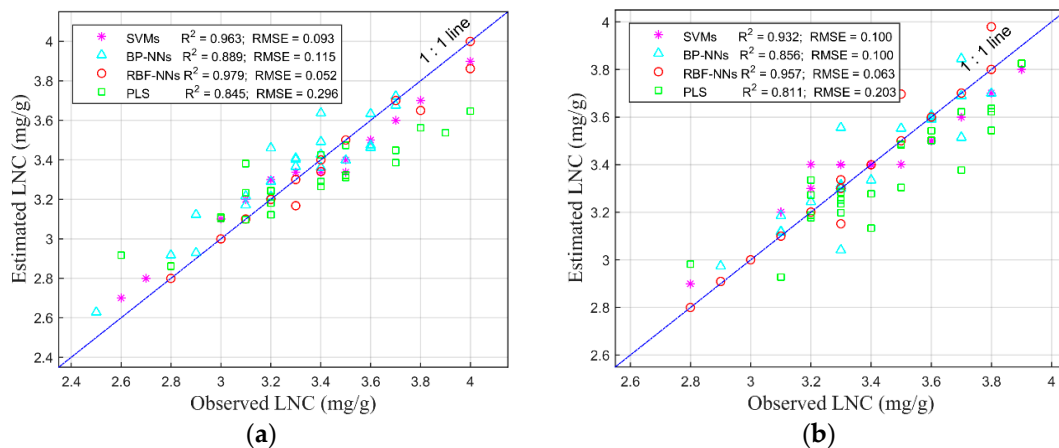 SVMs R² = 0.963; RMSE = 0.093
BP-NNs R² = 0.889; RMSE = 0.115
RBF-NNs R² = 0.979; RMSE = 0.052
PLS R² = 0.845; RMSE = 0.296
1 : 1 line
4
3.8
3.6
3.4
3.2
3
2.8
2.6
2.4
Estimated LNC (mg/g)
2.4 2.6 2.8 3 3.2 3.4 3.6 3.8 4
Observed LNC (mg/g)
(a)
SVMs R² = 0.932; RMSE = 0.100
BP-NNs R² = 0.856; RMSE = 0.100
RBF-NNs R² = 0.957; RMSE = 0.063
PLS R² = 0.811; RMSE = 0.203
1 : 1 line
4
3.8
3.6
3.4
3.2
3
2.8
2.6
Estimated LNC (mg/g)
2.6 2.8 3 3.2 3.4 3.6 3.8 4
Observed LNC (mg/g)
(b)